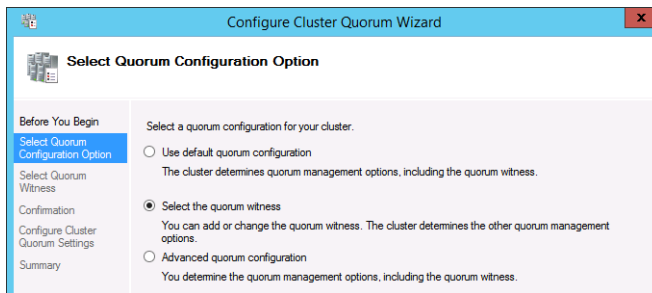 Configure Cluster Quorum Wizard
x
Select Quorum Configuration Option
Before You Begin
Select Quorum
Configuration Option
Select Quorum
Witness
Confirmation
Configure Cluster
Quorum Settings
Summary
Select a quorum configuration for your cluster.
Use default quorum configuration
The cluster determines quorum management options, including the quorum witness.
Select the quorum witness
You can add or change the quorum witness. The cluster determines the other quorum management
options.
Advanced quorum configuration
You determine the quorum management options, including the quorum witness.